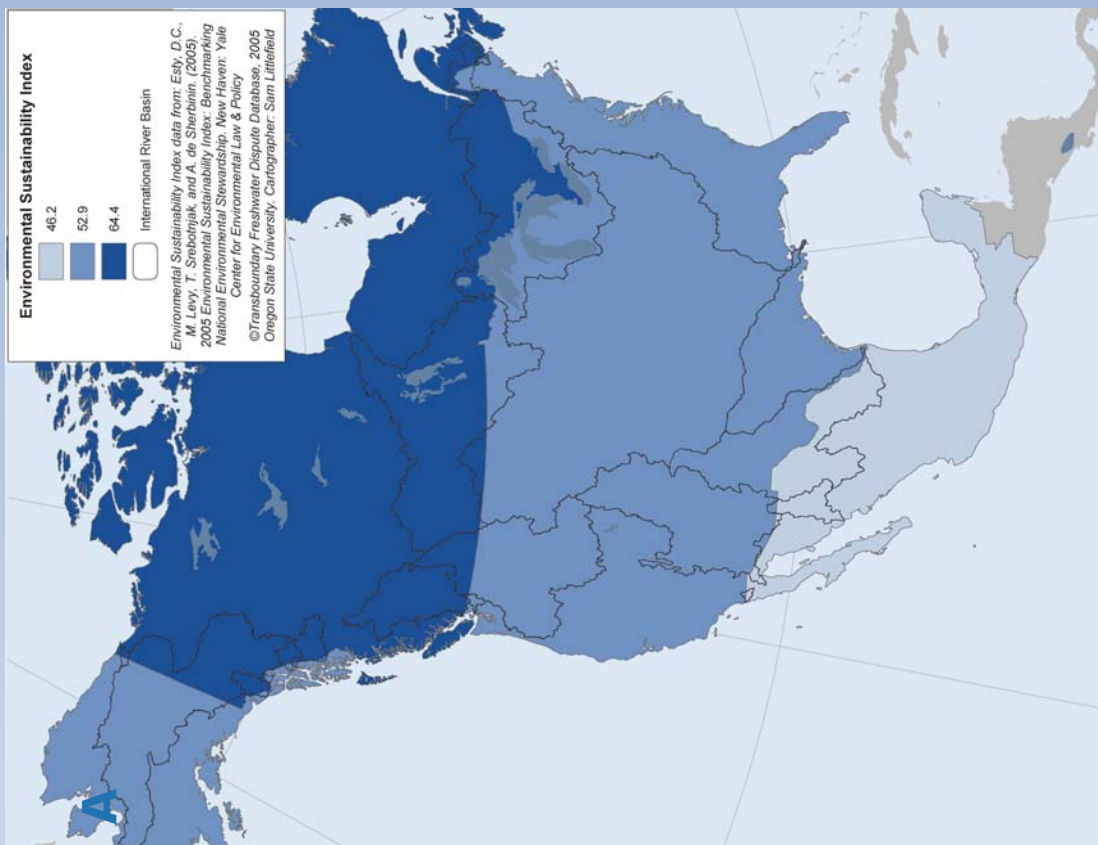 Environmental Sustainability Index
46.2
52.9
64.4
International River Basin
Environmental Sustainability Index data from: Esty, D.C.,
M. Levy, T. Srebotnjak, and A. de Sherbinin. (2005).
2005 Environmental Sustainability Index: Benchmarking
National Environmental Stewardship. New Haven: Yale
Center for Environmental Law & Policy
©Transboundary Freshwater Dispute Database, 2005
Oregon State University. Cartographer: Sam Littlefield
A